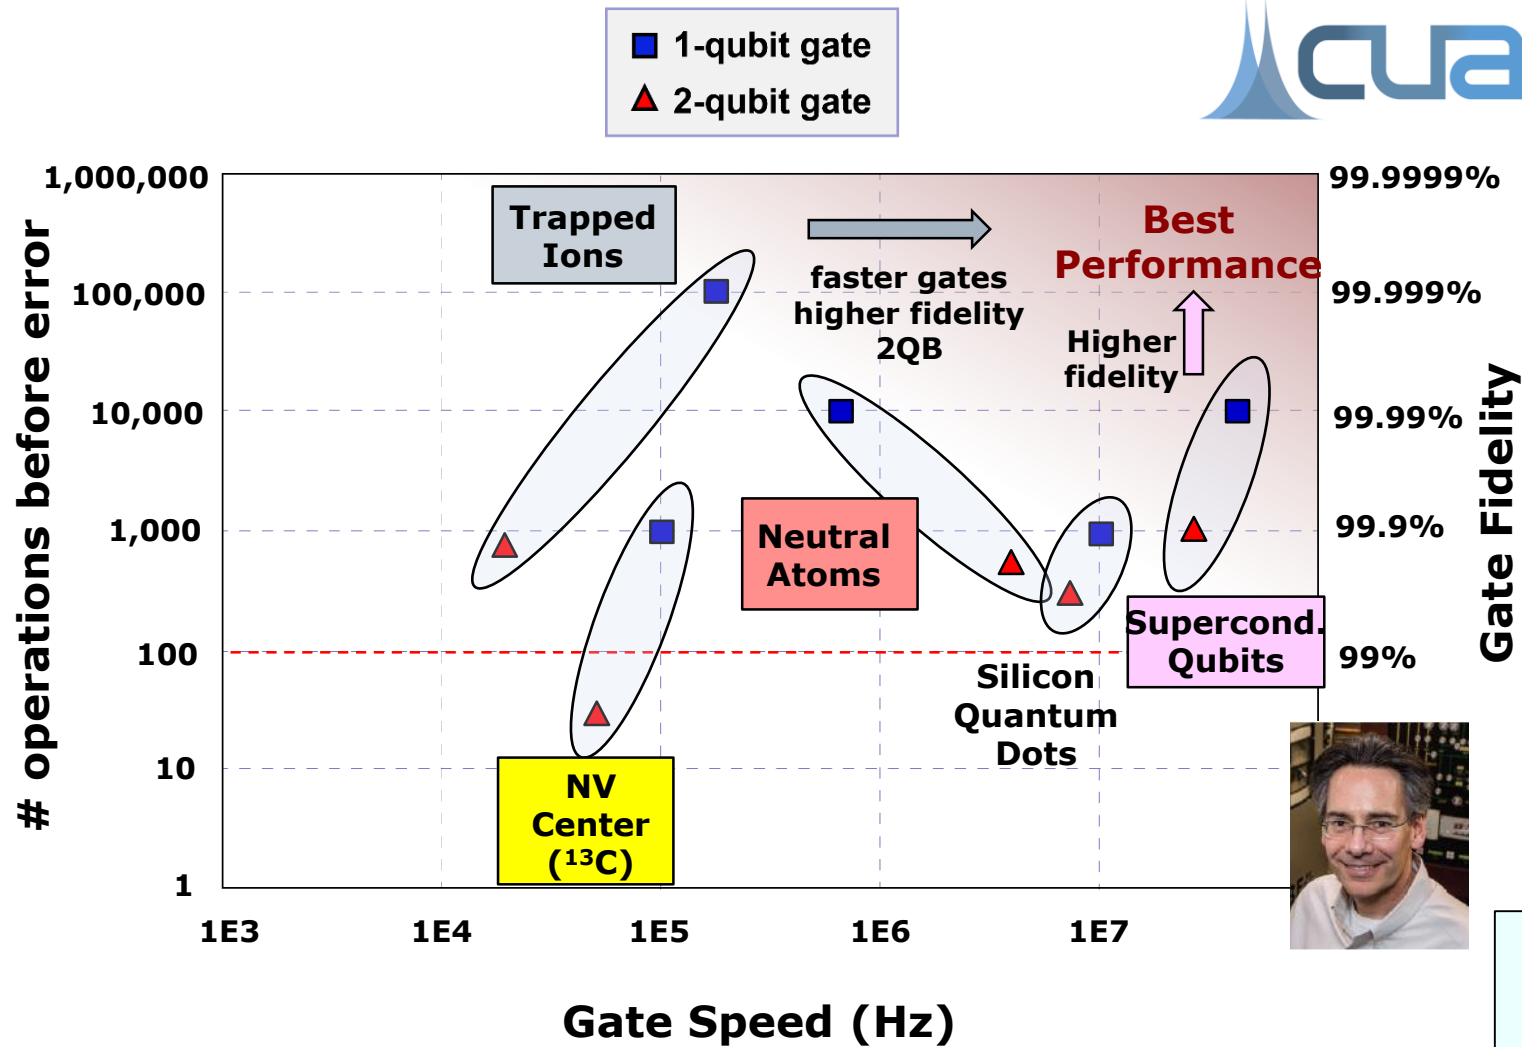 1-qubit gate
2-qubit gate
CUA
1,000,000
100,000
10,000
1,000
100
10
1
# operations before error
Trapped
Ions
faster gates
higher fidelity
2QB
Best
Performance
Higher
fidelity
Neutral
Atoms
Supercond.
Qubits
Silicon
Quantum
Dots
NV
Center
(¹³C)
99.9999%
99.999%
99.99%
99.9%
99%
Gate Fidelity
1E3
1E4
1E5
1E6
1E7
Gate Speed (Hz)